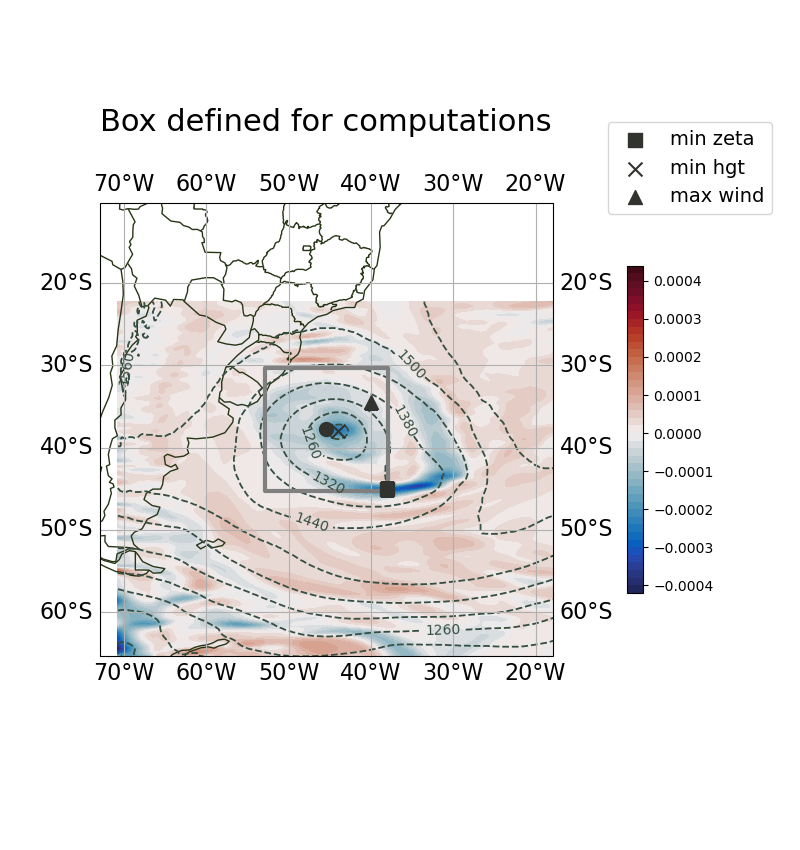 Box defined for computations
min zeta
min hgt
max wind
70°W 60°W 50°W 40°W 30°W 20°W
20°S 20°S
30°S 30°S
40°S 40°S
50°S 50°S
60°S 60°S
1560
1500
1380
1260
1320
1440
1260
70°W 60°W 50°W 40°W 30°W 20°W
0.0004
0.0003
0.0002
0.0001
0.0000
−0.0001
−0.0002
−0.0003
−0.0004